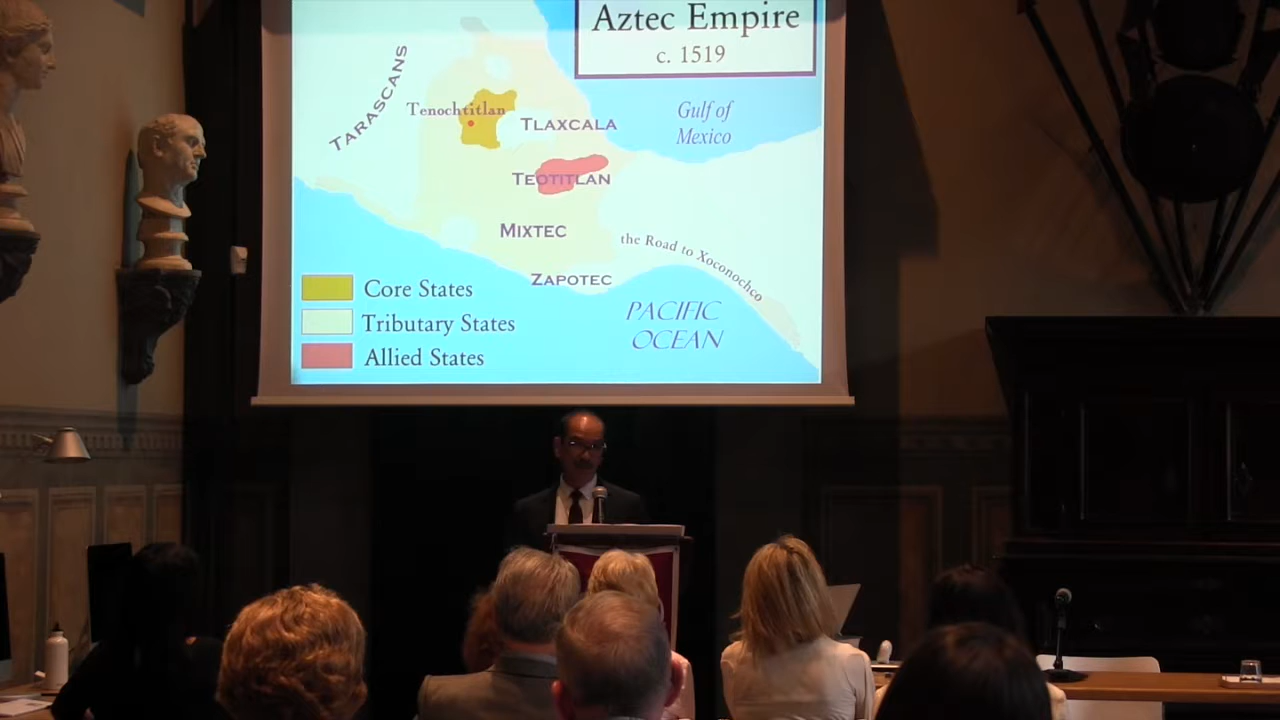 Aztec Empire
c. 1519
TARASCANS
Tenochtitlan
TLAXCALA
Gulf of
Mexico
TEOTITLAN
MIXTEC
the Road to Xoconochco
ZAPOTEC
Core States
PACIFIC
OCEAN
Tributary States
Allied States